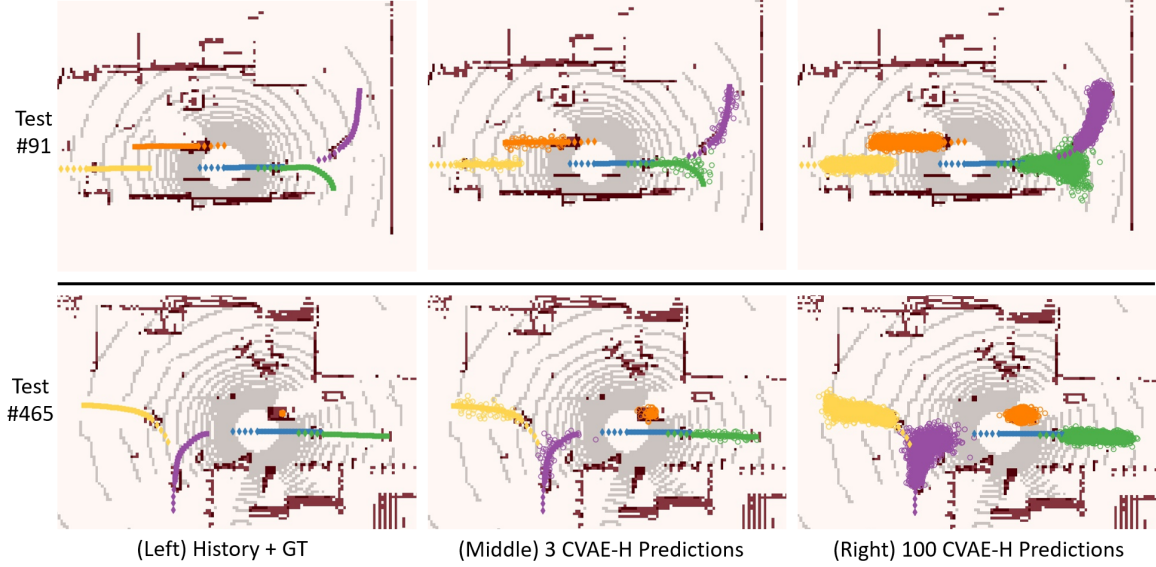 Test
#91
Test
#465
(Left) History + GT
(Middle) 3 CVAE-H Predictions
(Right) 100 CVAE-H Predictions